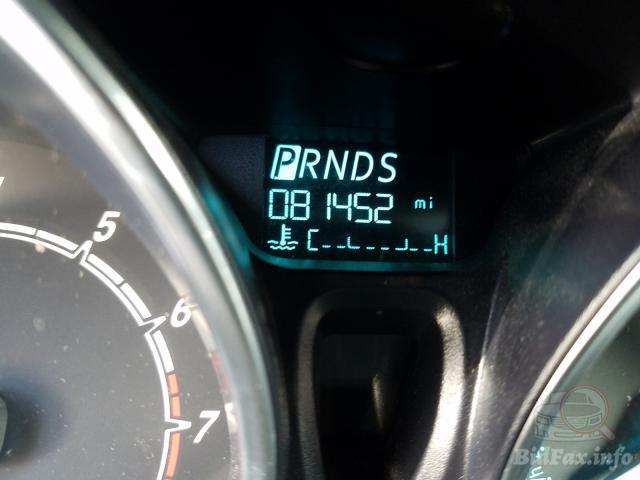 PRNDS
081452 mi
C H
5
6
7
BidFax.info